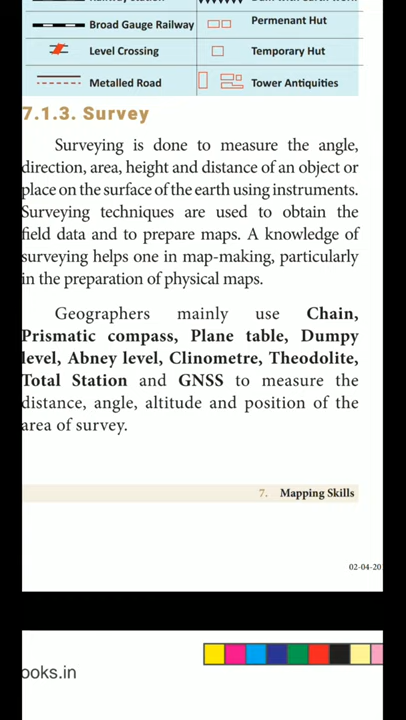 Broad Gauge Railway
Permenant Hut
Level Crossing
Temporary Hut
Metalled Road
Tower Antiquities
7.1.3. Survey
Surveying is done to measure the angle,
direction, area, height and distance of an object or
place on the surface of the earth using instruments.
Surveying techniques are used to obtain the
field data and to prepare maps. A knowledge of
surveying helps one in map-making, particularly
in the preparation of physical maps.
Geographers mainly use Chain,
Prismatic compass, Plane table, Dumpy
level, Abney level, Clinometre, Theodolite,
Total Station and GNSS to measure the
distance, angle, altitude and position of the
area of survey.
7. Mapping Skills
02-04-20
ooks.in